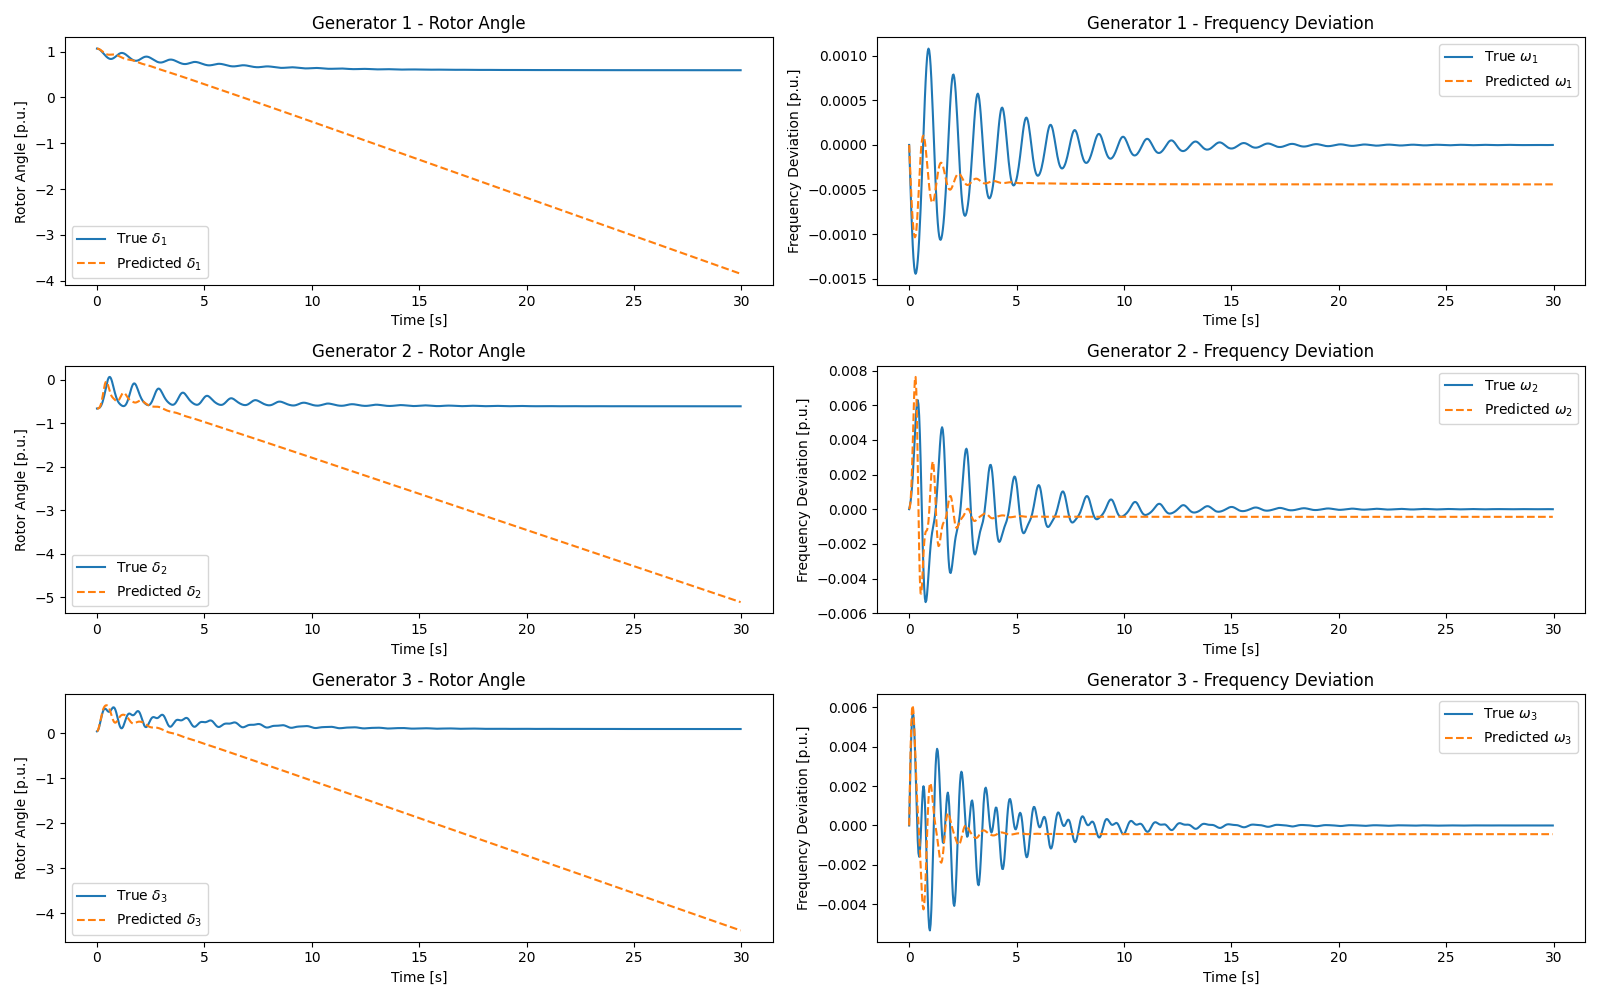 Generator 1 - Rotor Angle
Rotor Angle [p.u.]
1
0
−1
−2
−3
−4
True δ1
Predicted δ1
0 5 10 15 20 25 30
Time [s]
Generator 1 - Frequency Deviation
Frequency Deviation [p.u.]
0.0010
0.0005
0.0000
−0.0005
−0.0010
−0.0015
True ω1
Predicted ω1
0 5 10 15 20 25 30
Time [s]
Generator 2 - Rotor Angle
Rotor Angle [p.u.]
0
−1
−2
−3
−4
−5
True δ2
Predicted δ2
0 5 10 15 20 25 30
Time [s]
Generator 2 - Frequency Deviation
Frequency Deviation [p.u.]
0.008
0.006
0.004
0.002
0.000
−0.002
−0.004
−0.006
True ω2
Predicted ω2
0 5 10 15 20 25 30
Time [s]
Generator 3 - Rotor Angle
Rotor Angle [p.u.]
0
−1
−2
−3
−4
True δ3
Predicted δ3
0 5 10 15 20 25 30
Time [s]
Generator 3 - Frequency Deviation
Frequency Deviation [p.u.]
0.006
0.004
0.002
0.000
−0.002
−0.004
True ω3
Predicted ω3
0 5 10 15 20 25 30
Time [s]